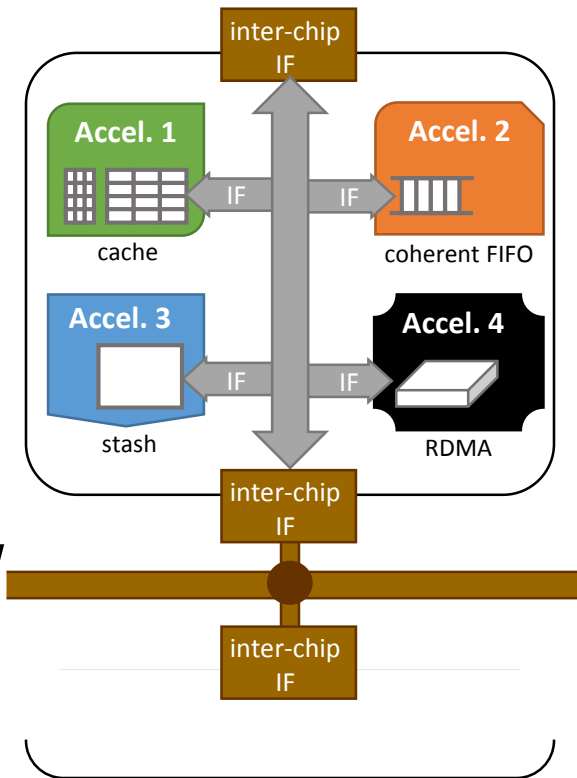 inter-chip
IF
Accel. 1
Accel. 2
IF
IF
cache
coherent FIFO
Accel. 3
Accel. 4
IF
IF
stash
RDMA
inter-chip
IF
inter-chip
IF